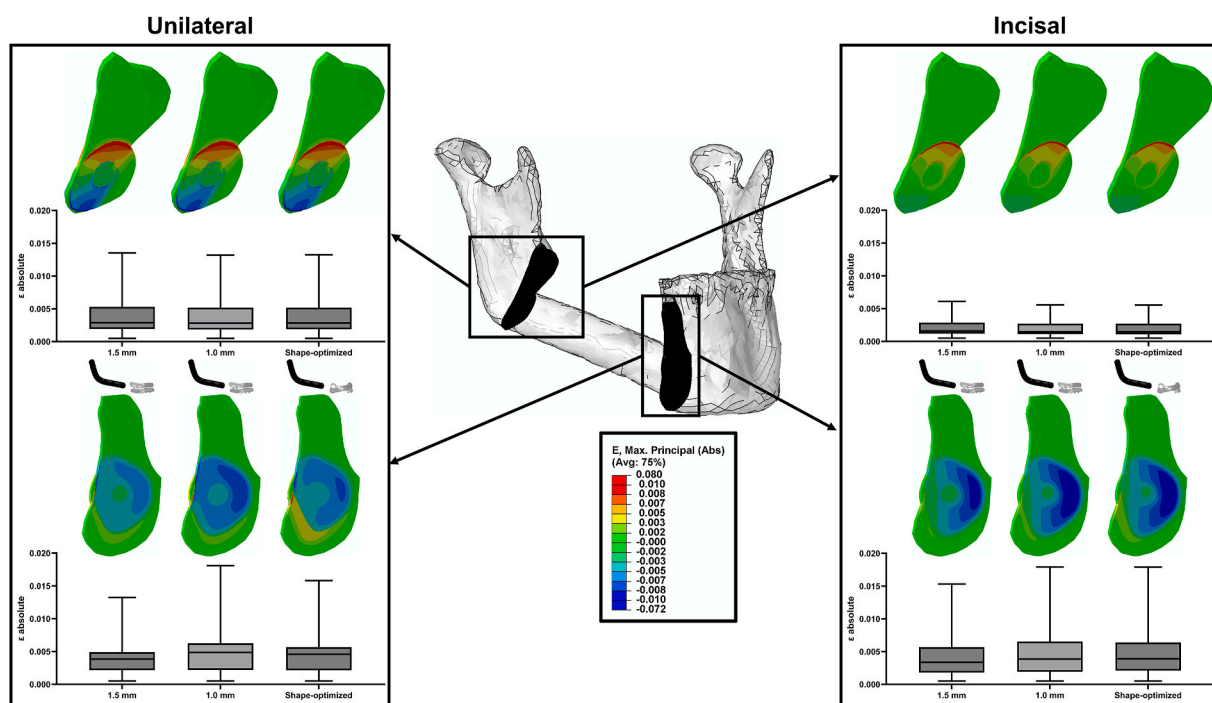 Unilateral
Incisal
0.020
0.015
0.010
0.005
0.000
ε absolute
1.5 mm
1.0 mm
Shape-optimized
0.020
0.015
0.010
0.005
0.000
ε absolute
1.5 mm
1.0 mm
Shape-optimized
E, Max. Principal (Abs)
(Avg: 75%)
0.080
0.010
0.008
0.007
0.005
0.003
0.002
-0.000
-0.002
-0.003
-0.005
-0.007
-0.008
-0.010
-0.072
0.020
0.015
0.010
0.005
0.000
ε absolute
1.5 mm
1.0 mm
Shape-optimized
0.020
0.015
0.010
0.005
0.000
ε absolute
1.5 mm
1.0 mm
Shape-optimized